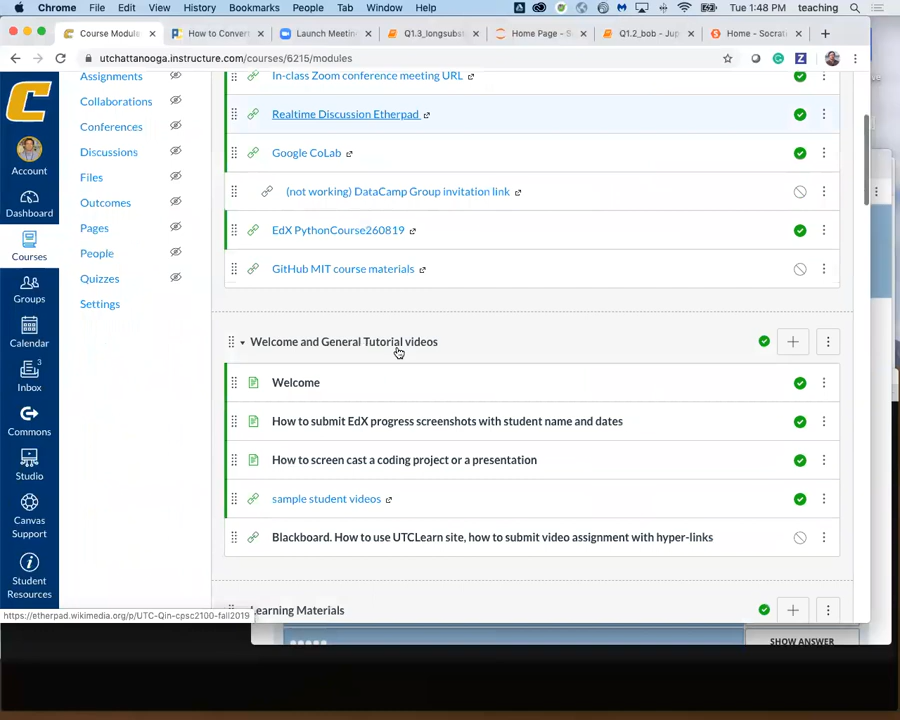 Chrome File Edit View History Bookmarks People Tab Window Help Tue 1:48 PM teaching
Course Module
How to Conver
Launch Meetin
Q1.3_longsubst
Home Page - S
Q1.2_bob - Jup
Home - Socrati
utchattanooga.instructure.com/courses/6215/modules
Account
Dashboard
Courses
Groups
Calendar
3
Inbox
Commons
Studio
Canvas
Support
Student
Resources
Assignments
Collaborations
Conferences
Discussions
Files
Outcomes
Pages
People
Quizzes
Settings
In-class Zoom conference meeting URL
Realtime Discussion Etherpad
Google CoLab
(not working) DataCamp Group invitation link
EdX PythonCourse260819
GitHub MIT course materials
Welcome and General Tutorial videos
Welcome
How to submit EdX progress screenshots with student name and dates
How to screen cast a coding project or a presentation
sample student videos
Blackboard. How to use UTCLearn site, how to submit video assignment with hyper-links
Learning Materials
https://etherpad.wikimedia.org/p/UTC-Qin-cpsc2100-fall2019
SHOW ANSWER